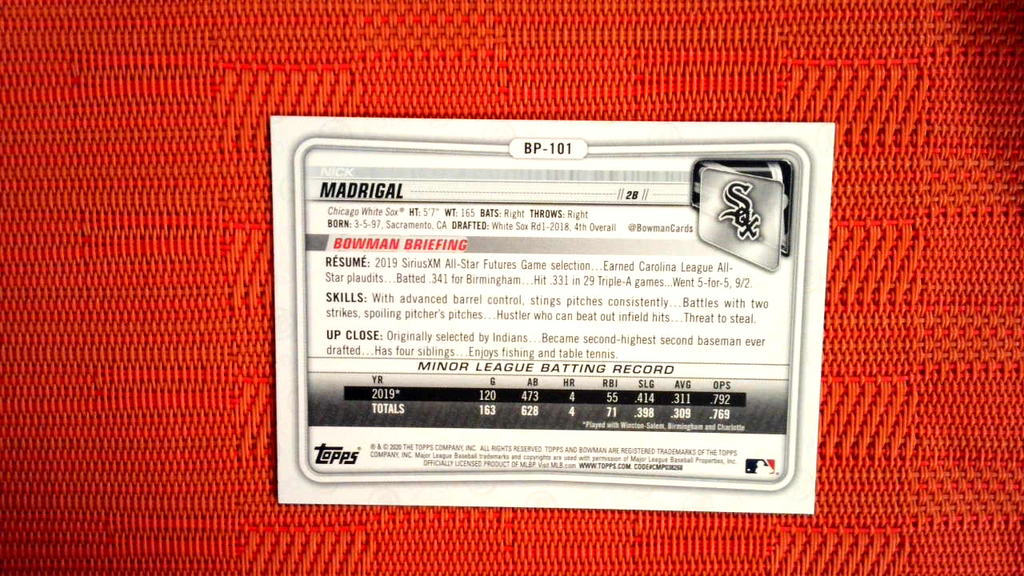 BP-101
NICK
MADRIGAL
2B
Sox
Chicago White Sox® HT: 5'7" WT: 165 BATS: Right THROWS: Right
BORN: 3-5-97, Sacramento, CA DRAFTED: White Sox Rd1-2018, 4th Overall @BowmanCards
BOWMAN BRIEFING
RÉSUMÉ: 2019 SiriusXM All-Star Futures Game selection...Earned Carolina League All-
Star plaudits...Batted .341 for Birmingham...Hit .331 in 29 Triple-A games...Went 5-for-5, 9/2.
SKILLS: With advanced barrel control, stings pitches consistently...Battles with two
strikes, spoiling pitcher's pitches...Hustler who can beat out infield hits...Threat to steal.
UP CLOSE: Originally selected by Indians...Became second-highest second baseman ever
drafted...Has four siblings...Enjoys fishing and table tennis.
MINOR LEAGUE BATTING RECORD
YR G AB HR RBI SLG AVG OPS
2019* 120 473 4 55 .414 .311 .792
TOTALS 163 628 4 71 .398 .309 .769
*Played with Winston-Salem, Birmingham and Charlotte
Topps
® & © 2020 THE TOPPS COMPANY, INC. ALL RIGHTS RESERVED. TOPPS AND BOWMAN ARE REGISTERED TRADEMARKS OF THE TOPPS
COMPANY, INC. Major League Baseball trademarks and copyrights are used with permission of Major League Baseball Properties, Inc.
OFFICIALLY LICENSED PRODUCT OF MLBP. Visit MLB.com WWW.TOPPS.COM. CODE#CMP038268